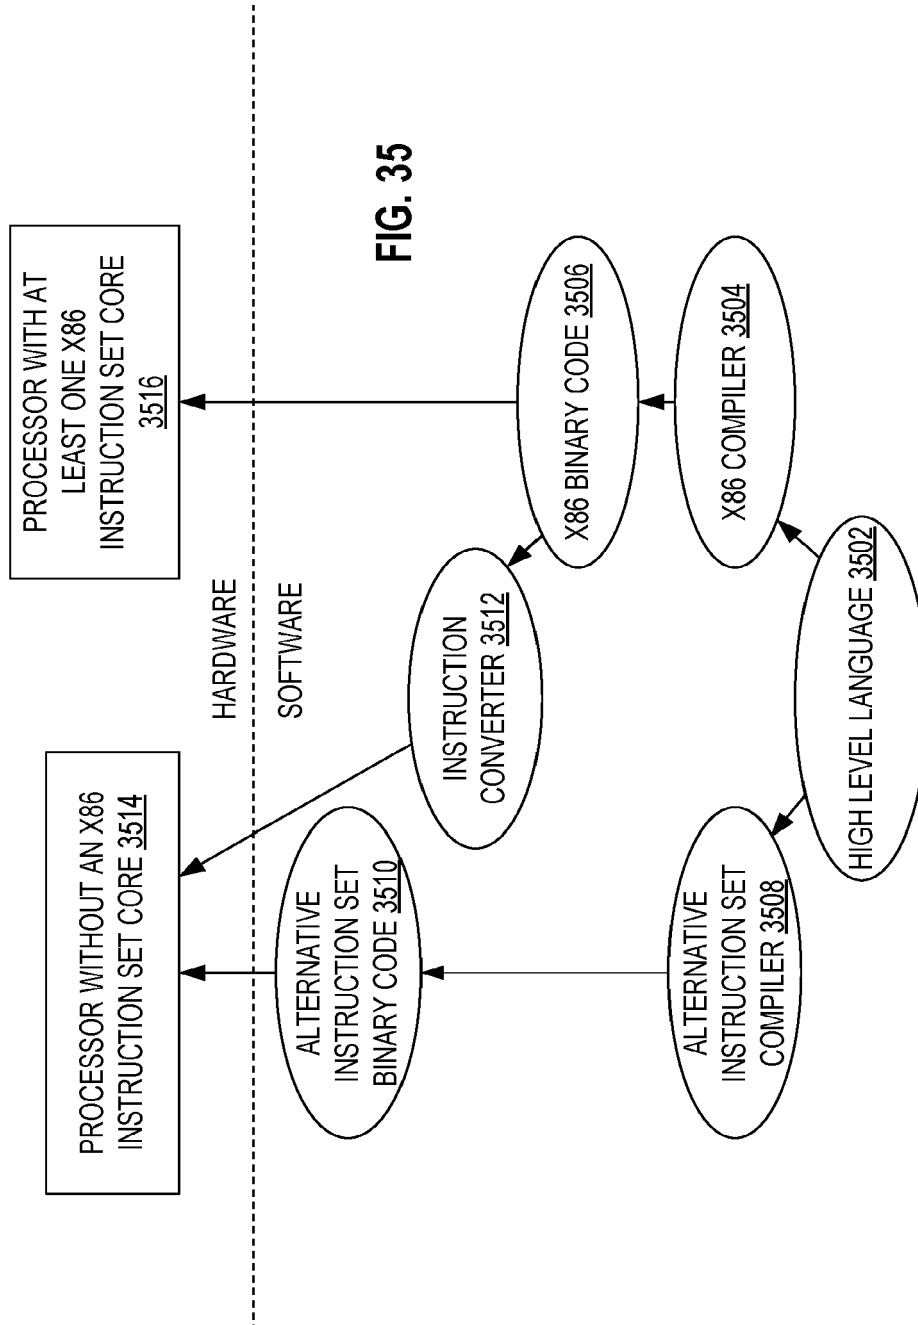 PROCESSOR WITHOUT AN X86
INSTRUCTION SET CORE 3514
PROCESSOR WITH AT
LEAST ONE X86
INSTRUCTION SET CORE
3516
HARDWARE
SOFTWARE
ALTERNATIVE
INSTRUCTION SET
BINARY CODE 3510
INSTRUCTION
CONVERTER 3512
FIG. 35
X86 BINARY CODE 3506
ALTERNATIVE
INSTRUCTION SET
COMPILER 3508
X86 COMPILER 3504
HIGH LEVEL LANGUAGE 3502